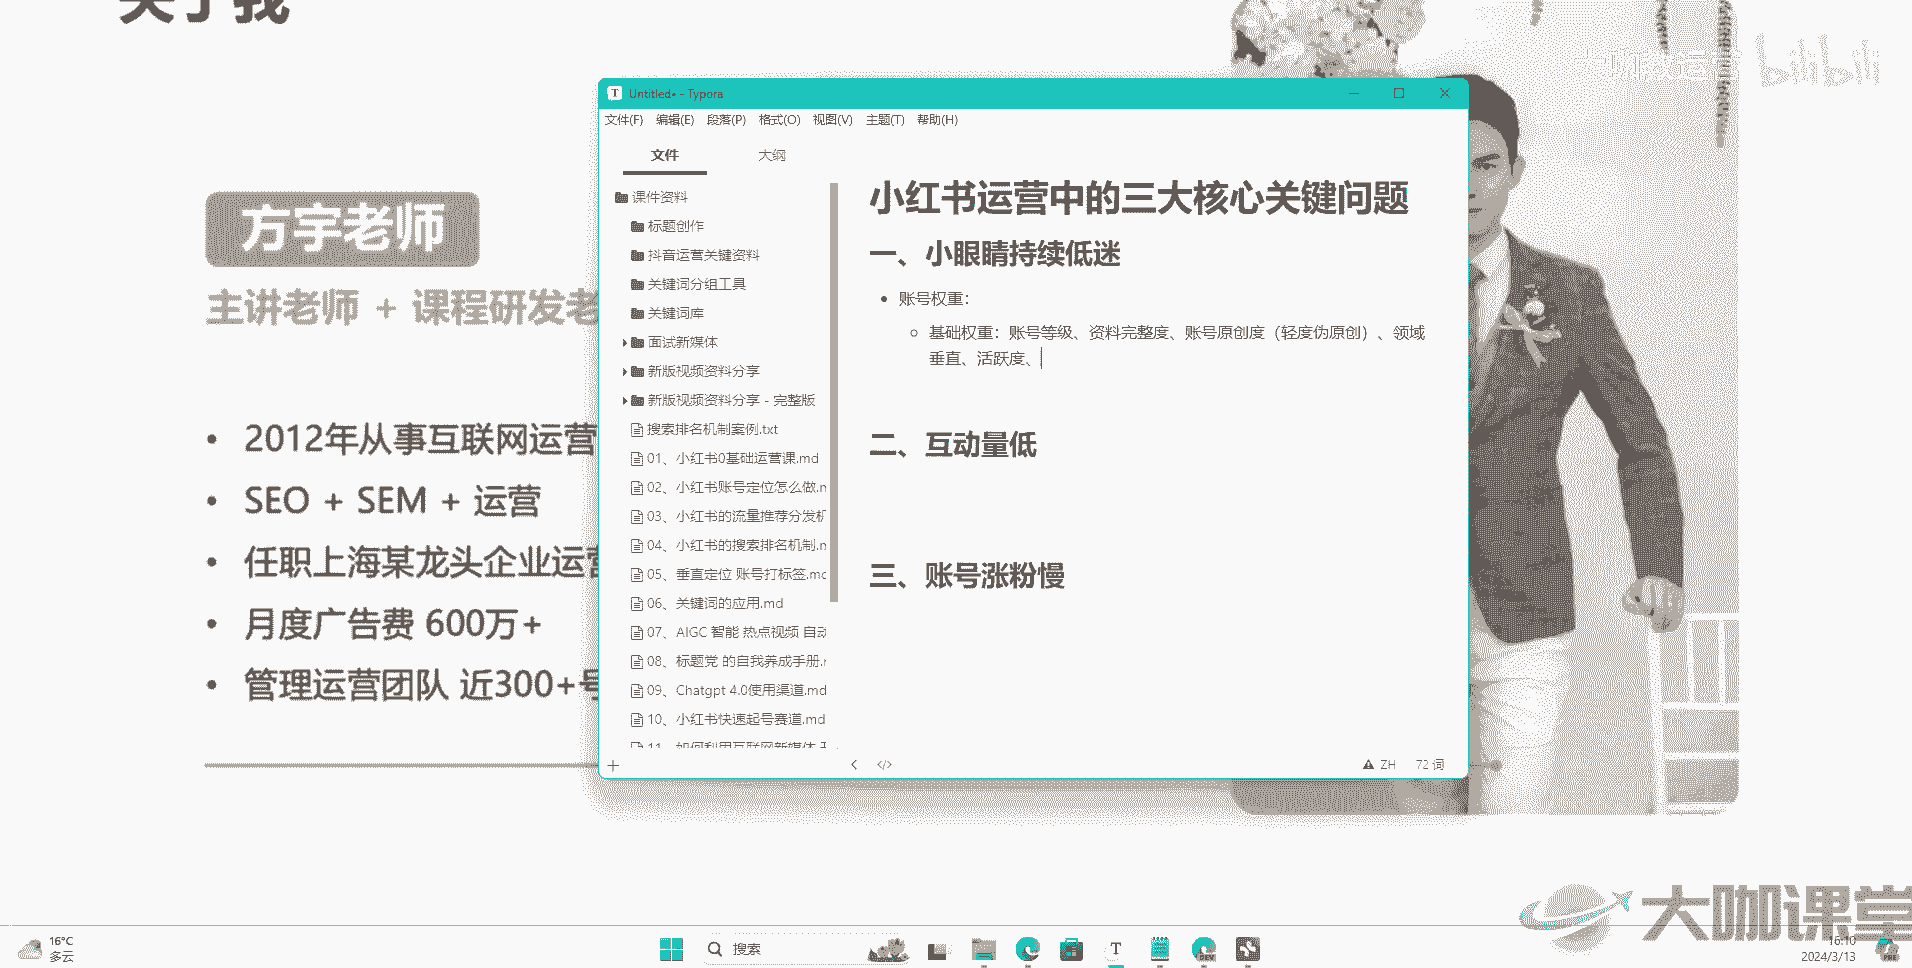 关于我
bilibili
方宇老师
主讲老师 + 课程研发老
• 2012年从事互联网运营
• SEO + SEM + 运营
• 任职上海某龙头企业运营
• 月度广告费 600万+
• 管理运营团队 近300+号
Untitled• - Typora
文件(F) 编辑(E) 段落(P) 格式(O) 视图(V) 主题(T) 帮助(H)
文件 大纲
课件资料
标题创作
抖音运营关键资料
关键词分组工具
关键词库
面试新媒体
新版视频资料分享
新版视频资料分享 - 完整版
搜索排名机制案例.txt
01、小红书0基础运营课.md
02、小红书账号定位怎么做.m
03、小红书的流量推荐分发机
04、小红书的搜索排名机制.m
05、垂直定位 账号打标签.md
06、关键词的应用.md
07、AIGC 智能 热点视频 自动
08、标题党 的自我养成手册.m
09、Chatgpt 4.0使用渠道.md
10、小红书快速起号赛道.md
11、如何利用互联网新媒体
小红书运营中的三大核心关键问题
一、小眼睛持续低迷
• 账号权重：
基础权重：账号等级、资料完整度、账号原创度（轻度伪原创）、领域
垂直、活跃度、
二、互动量低
三、账号涨粉慢
ZH 72 词
大咖课堂
16°C
多云
搜索
16:10
2024/3/13